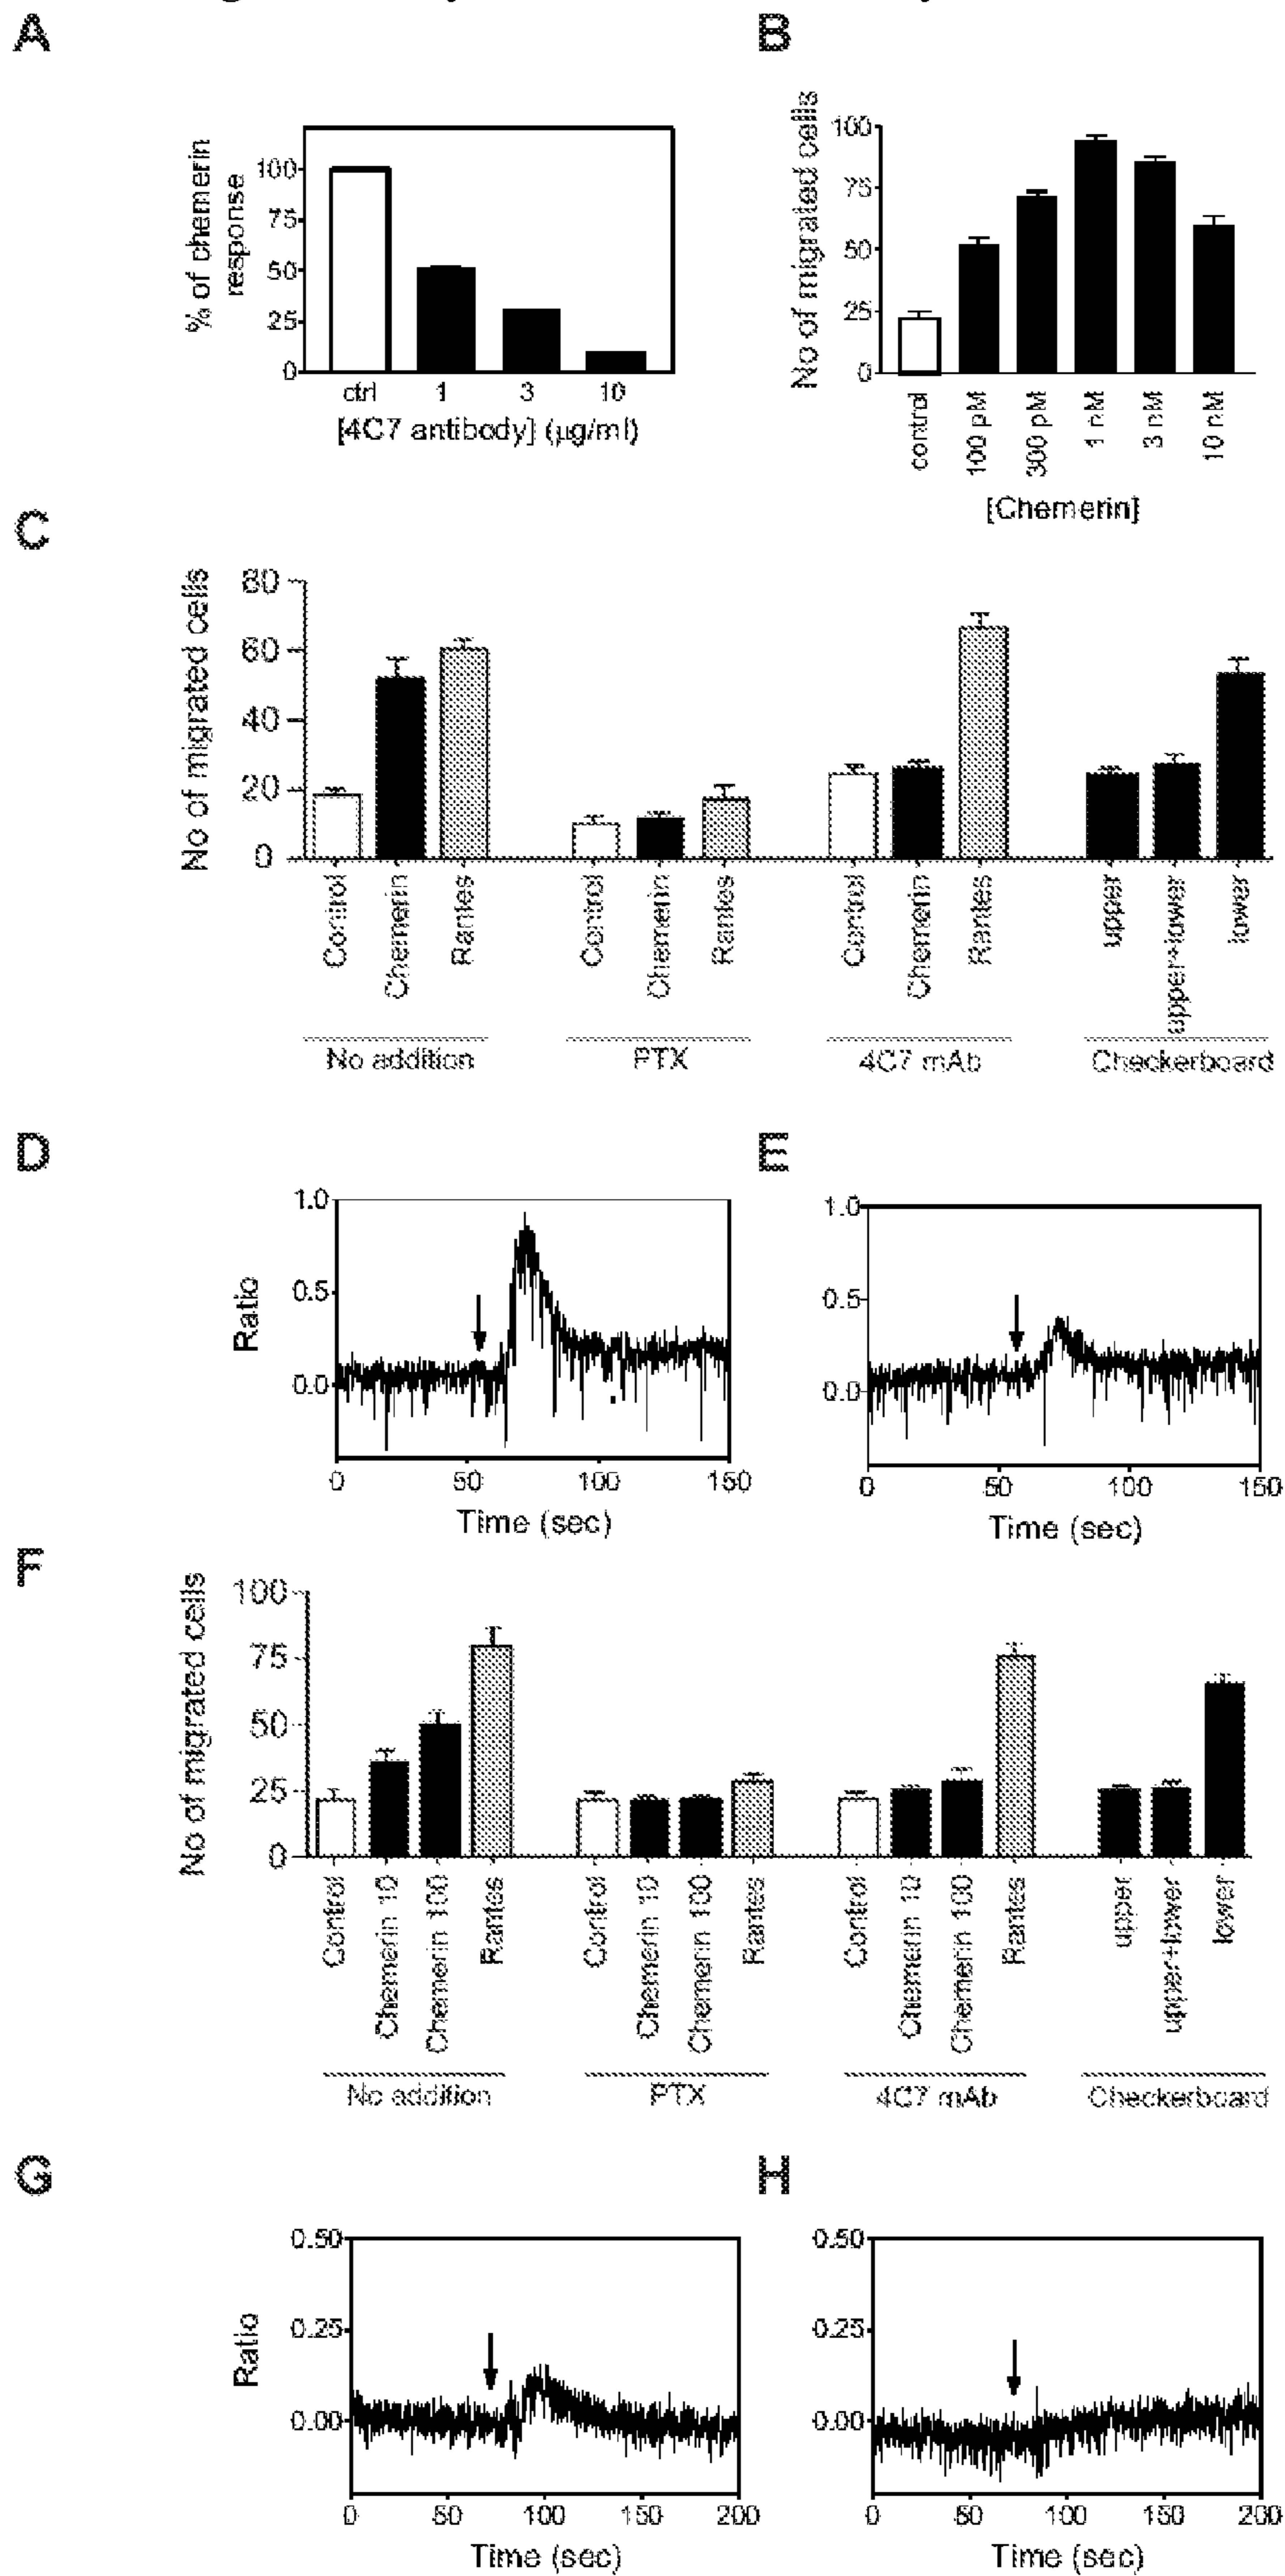 A
B
% of chemerin
response
100
75
50
25
0
ctrl 1 3 10
[4C7 antibody] (μg/ml)
No of migrated cells
100
75
50
25
0
control
100 pM
300 pM
1 nM
3 nM
10 nM
[Chemerin]
C
No of migrated cells
80
60
40
20
0
Control
Chemerin
Rantes
Control
Chemerin
Rantes
Control
Chemerin
Rantes
upper
upper+lower
lower
No addition
PTX
4C7 mAb
Checkerboard
D
E
Ratio
1.0
0.5
0.0
0 50 100 150
Time (sec)
1.0
0.5
0.0
0 50 100 150
Time (sec)
F
No of migrated cells
100
75
50
25
0
Control
Chemerin 10
Chemerin 100
Rantes
Control
Chemerin 10
Chemerin 100
Rantes
Control
Chemerin 10
Chemerin 100
Rantes
upper
upper+lower
lower
No addition
PTX
4C7 mAb
Checkerboard
G
H
Ratio
0.50
0.25
0.00
0 50 100 150 200
Time (sec)
0.50
0.25
0.00
0 50 100 150 200
Time (sec)